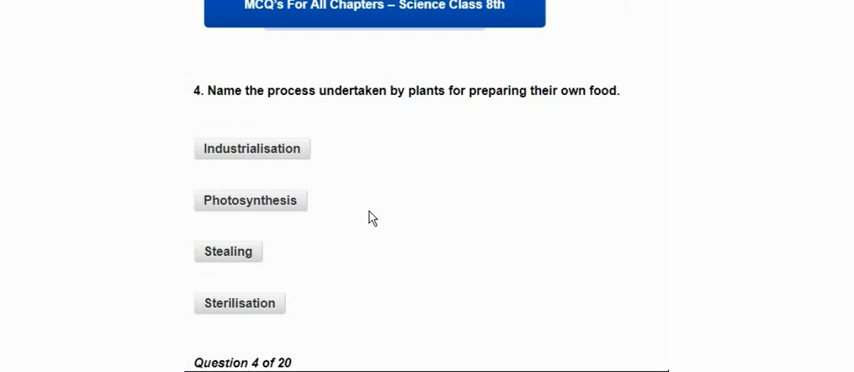 MCQ's For All Chapters – Science Class 8th
4. Name the process undertaken by plants for preparing their own food.
Industrialisation
Photosynthesis
Stealing
Sterilisation
Question 4 of 20